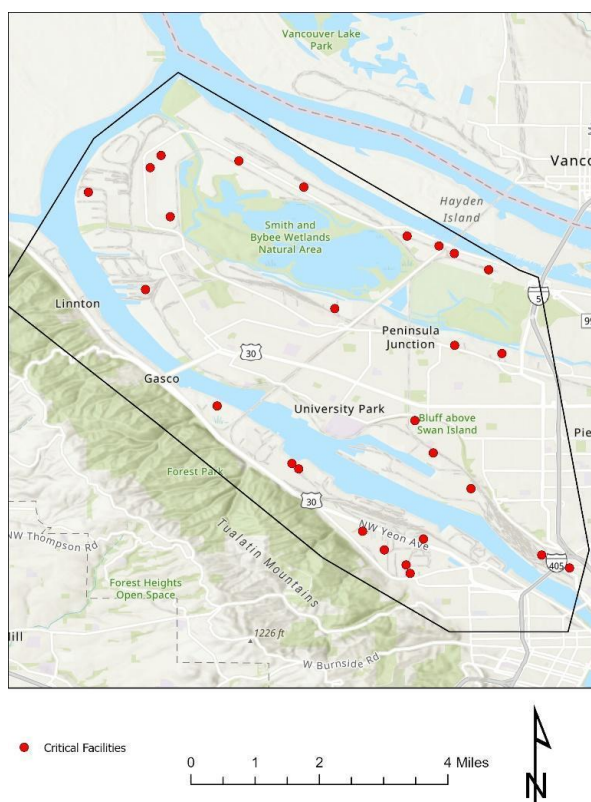 Vancouver Lake
Park
Vanco
Hayden
Island
Smith and
Bybee Wetlands
Natural Area
5
99
Linnton
Peninsula
Junction
30
Gasco
University Park
Bluff above
Swan Island
Pie
Forest Park
30
NW Yeon Ave
NW Thompson Rd
Tualatin Mountains
405
Forest Heights
Open Space
1226 ft
ill
W Burnside Rd
Critical Facilities
0 1 2 4 Miles
N